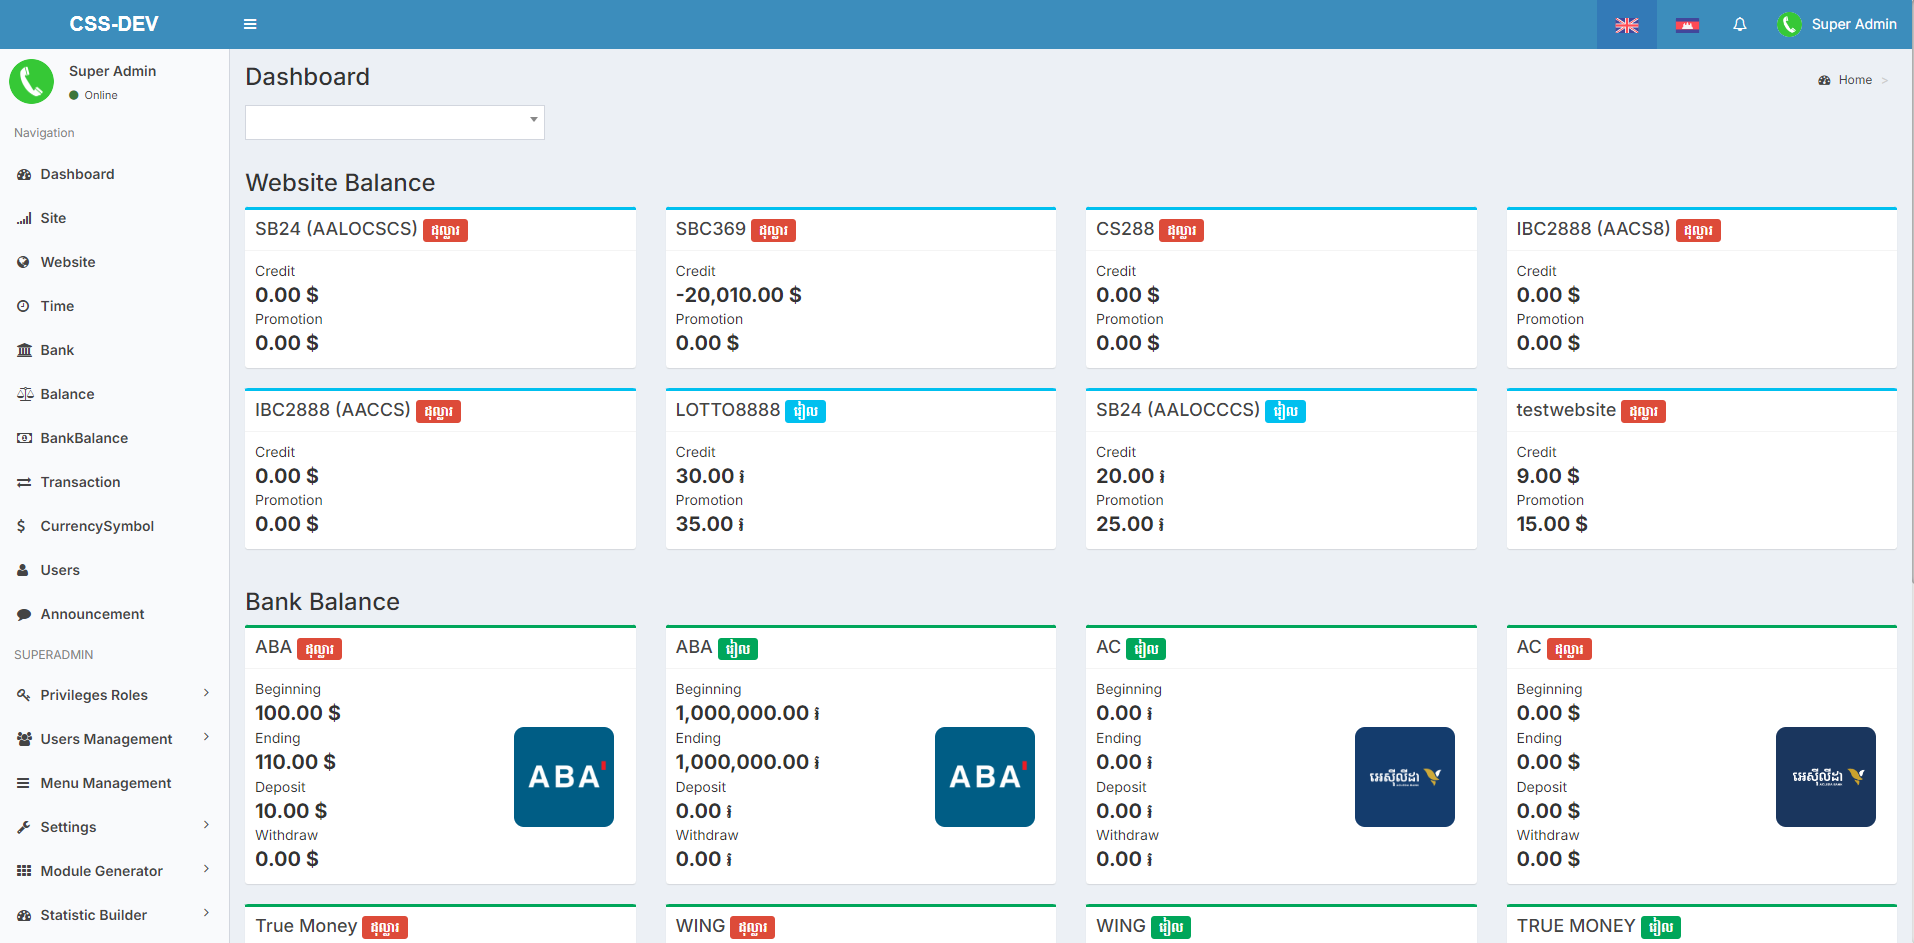 CSS-DEV
Super Admin
Super Admin
Online
Navigation
Dashboard
Site
Website
Time
Bank
Balance
BankBalance
Transaction
CurrencySymbol
Users
Announcement
SUPERADMIN
Privileges Roles
Users Management
Menu Management
Settings
Module Generator
Statistic Builder
Dashboard
Home >
Website Balance
SB24 (AALOCSCS) ដុល្លារ
Credit
0.00 $
Promotion
0.00 $
SBC369 ដុល្លារ
Credit
-20,010.00 $
Promotion
0.00 $
CS288 ដុល្លារ
Credit
0.00 $
Promotion
0.00 $
IBC2888 (AACS8) ដុល្លារ
Credit
0.00 $
Promotion
0.00 $
IBC2888 (AACCS) ដុល្លារ
Credit
0.00 $
Promotion
0.00 $
LOTTO8888 រៀល
Credit
30.00 ៛
Promotion
35.00 ៛
SB24 (AALOCCCS) រៀល
Credit
20.00 ៛
Promotion
25.00 ៛
testwebsite ដុល្លារ
Credit
9.00 $
Promotion
15.00 $
Bank Balance
ABA ដុល្លារ
Beginning
100.00 $
Ending
110.00 $
Deposit
10.00 $
Withdraw
0.00 $
ABA'
ABA រៀល
Beginning
1,000,000.00 ៛
Ending
1,000,000.00 ៛
Deposit
0.00 ៛
Withdraw
0.00 ៛
ABA'
AC រៀល
Beginning
0.00 ៛
Ending
0.00 ៛
Deposit
0.00 ៛
Withdraw
0.00 ៛
អេស៊ីលីដា
AC ដុល្លារ
Beginning
0.00 $
Ending
0.00 $
Deposit
0.00 $
Withdraw
0.00 $
អេស៊ីលីដា
True Money ដុល្លារ
WING ដុល្លារ
WING រៀល
TRUE MONEY រៀល